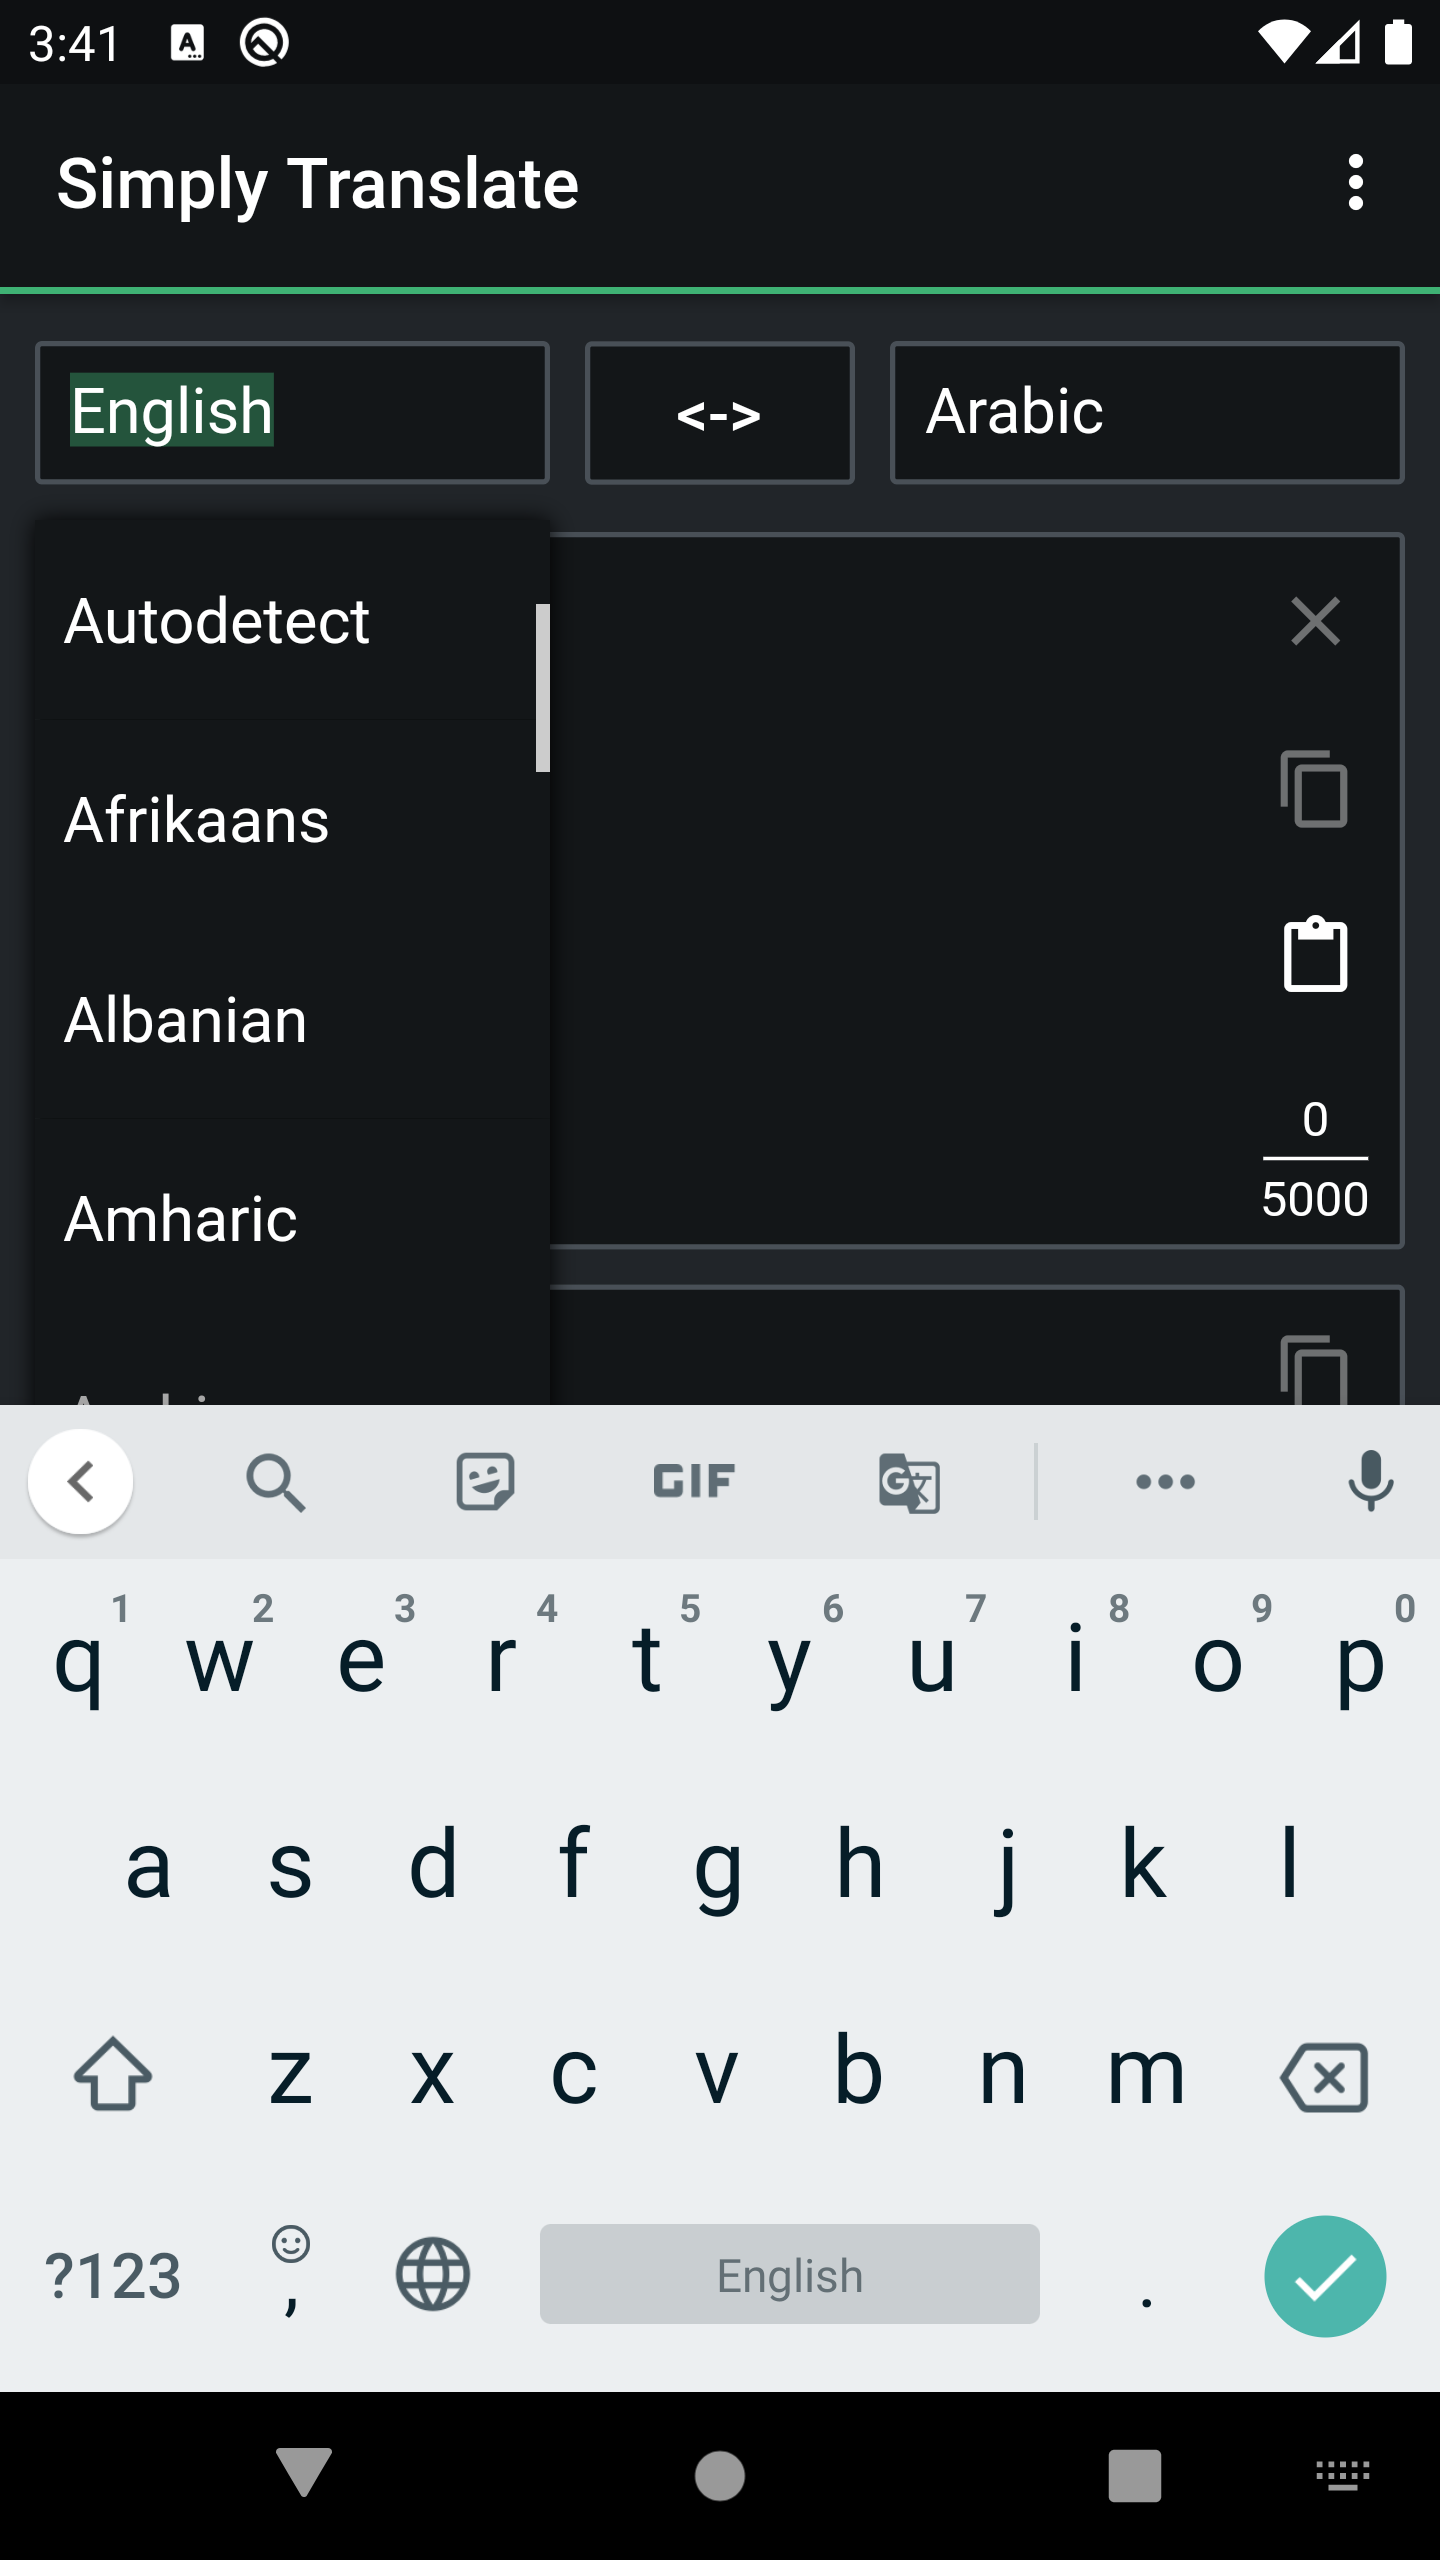 3:41
Simply Translate
English
<->
Arabic
Autodetect
Afrikaans
Albanian
Amharic
0
5000
GIF
1 2 3 4 5 6 7 8 9 0
q w e r t y u i o p
a s d f g h j k l
z x c v b n m
?123 , English .